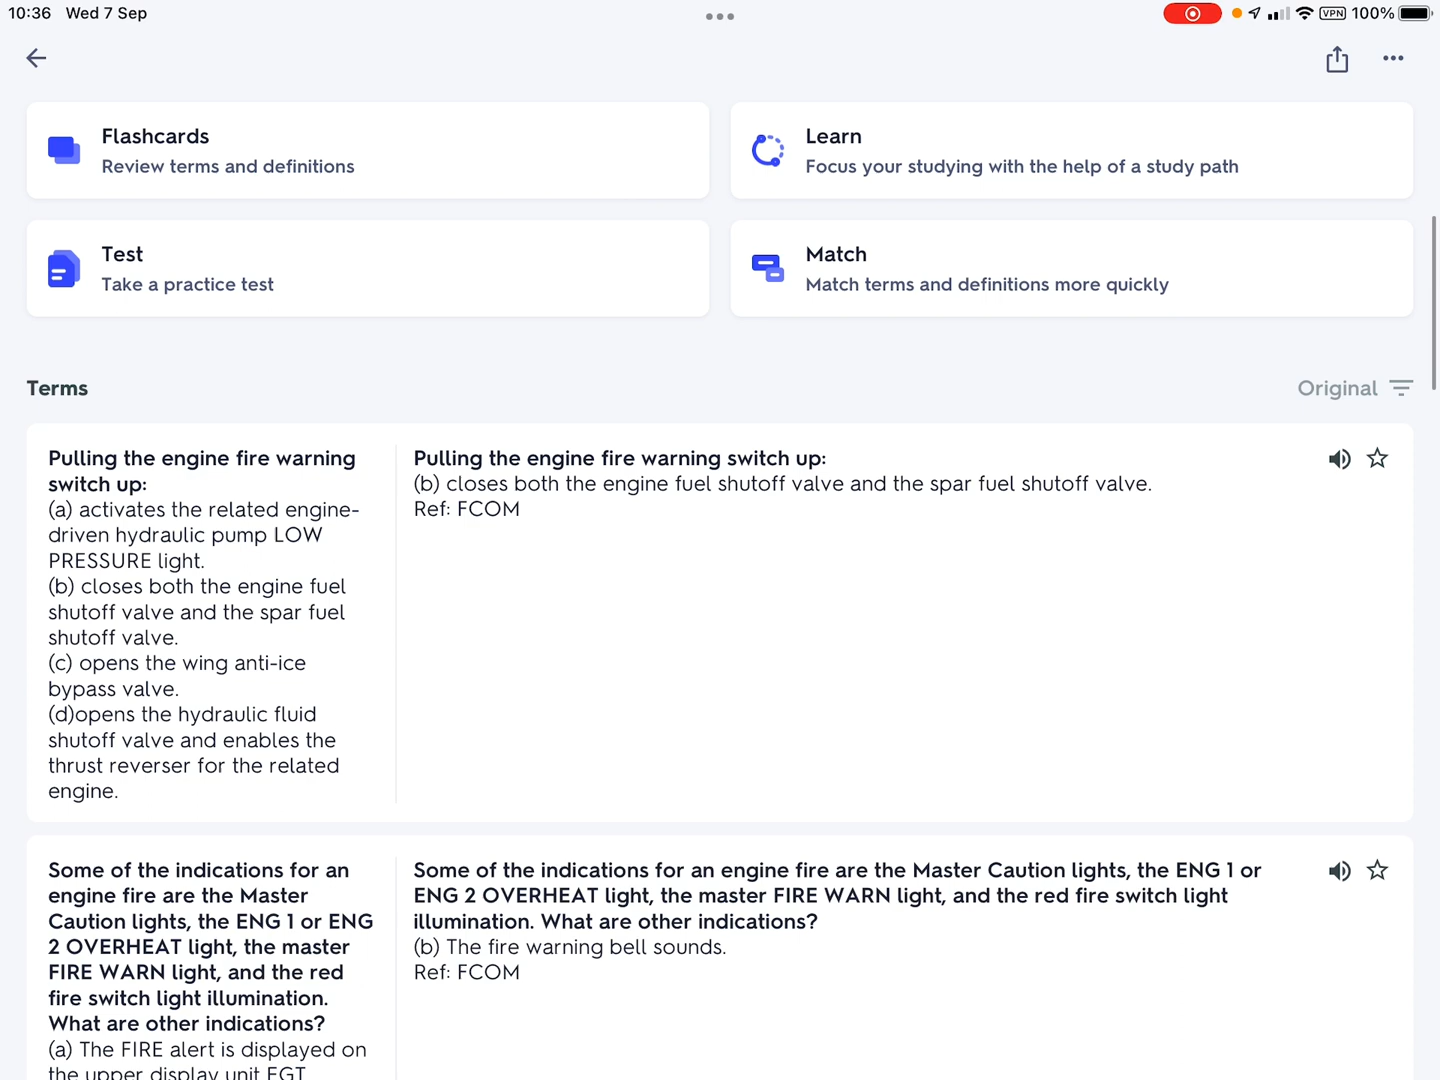 10:36 Wed 7 Sep
VPN 100%
Flashcards
Review terms and definitions
Learn
Focus your studying with the help of a study path
Test
Take a practice test
Match
Match terms and definitions more quickly
Terms
Original
Pulling the engine fire warning
switch up:
(a) activates the related engine-
driven hydraulic pump LOW
PRESSURE light.
(b) closes both the engine fuel
shutoff valve and the spar fuel
shutoff valve.
(c) opens the wing anti-ice
bypass valve.
(d)opens the hydraulic fluid
shutoff valve and enables the
thrust reverser for the related
engine.
Pulling the engine fire warning switch up:
(b) closes both the engine fuel shutoff valve and the spar fuel shutoff valve.
Ref: FCOM
Some of the indications for an
engine fire are the Master
Caution lights, the ENG 1 or ENG
2 OVERHEAT light, the master
FIRE WARN light, and the red
fire switch light illumination.
What are other indications?
(a) The FIRE alert is displayed on
the upper display unit EGT
Some of the indications for an engine fire are the Master Caution lights, the ENG 1 or
ENG 2 OVERHEAT light, the master FIRE WARN light, and the red fire switch light
illumination. What are other indications?
(b) The fire warning bell sounds.
Ref: FCOM